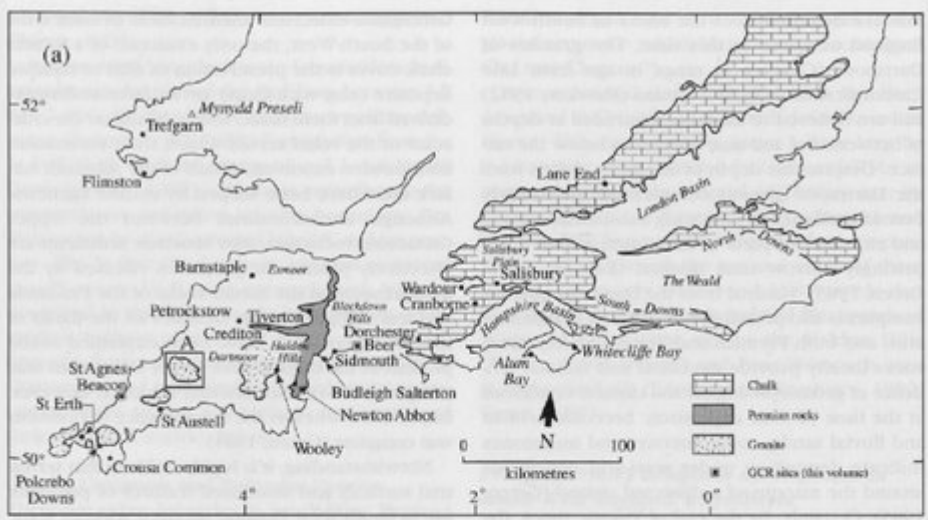 (a)
52°
Mynydd Preseli
Trefgarn
Flimston
Lane End
London Basin
North Downs
The Weald
Salisbury
Plain
Salisbury
Wardour
Cranborne
Hampshire Basin
South Downs
Barnstaple
Exmoor
Petrockstow
Tiverton
Blackdown
Hills
Crediton
Dorchester
Beer
A
Dartmoor
Haldon
Hills
Sidmouth
Alum
Bay
Whitecliffe Bay
St Agnes
Beacon
Budleigh Salterton
Newton Abbot
St Erth
St Austell
Wooley
50°
Crousa Common
Polcrebo
Downs
N
0 100
kilometres
Chalk
Permian rocks
Granite
GCR sites (this volume)
4 2 0